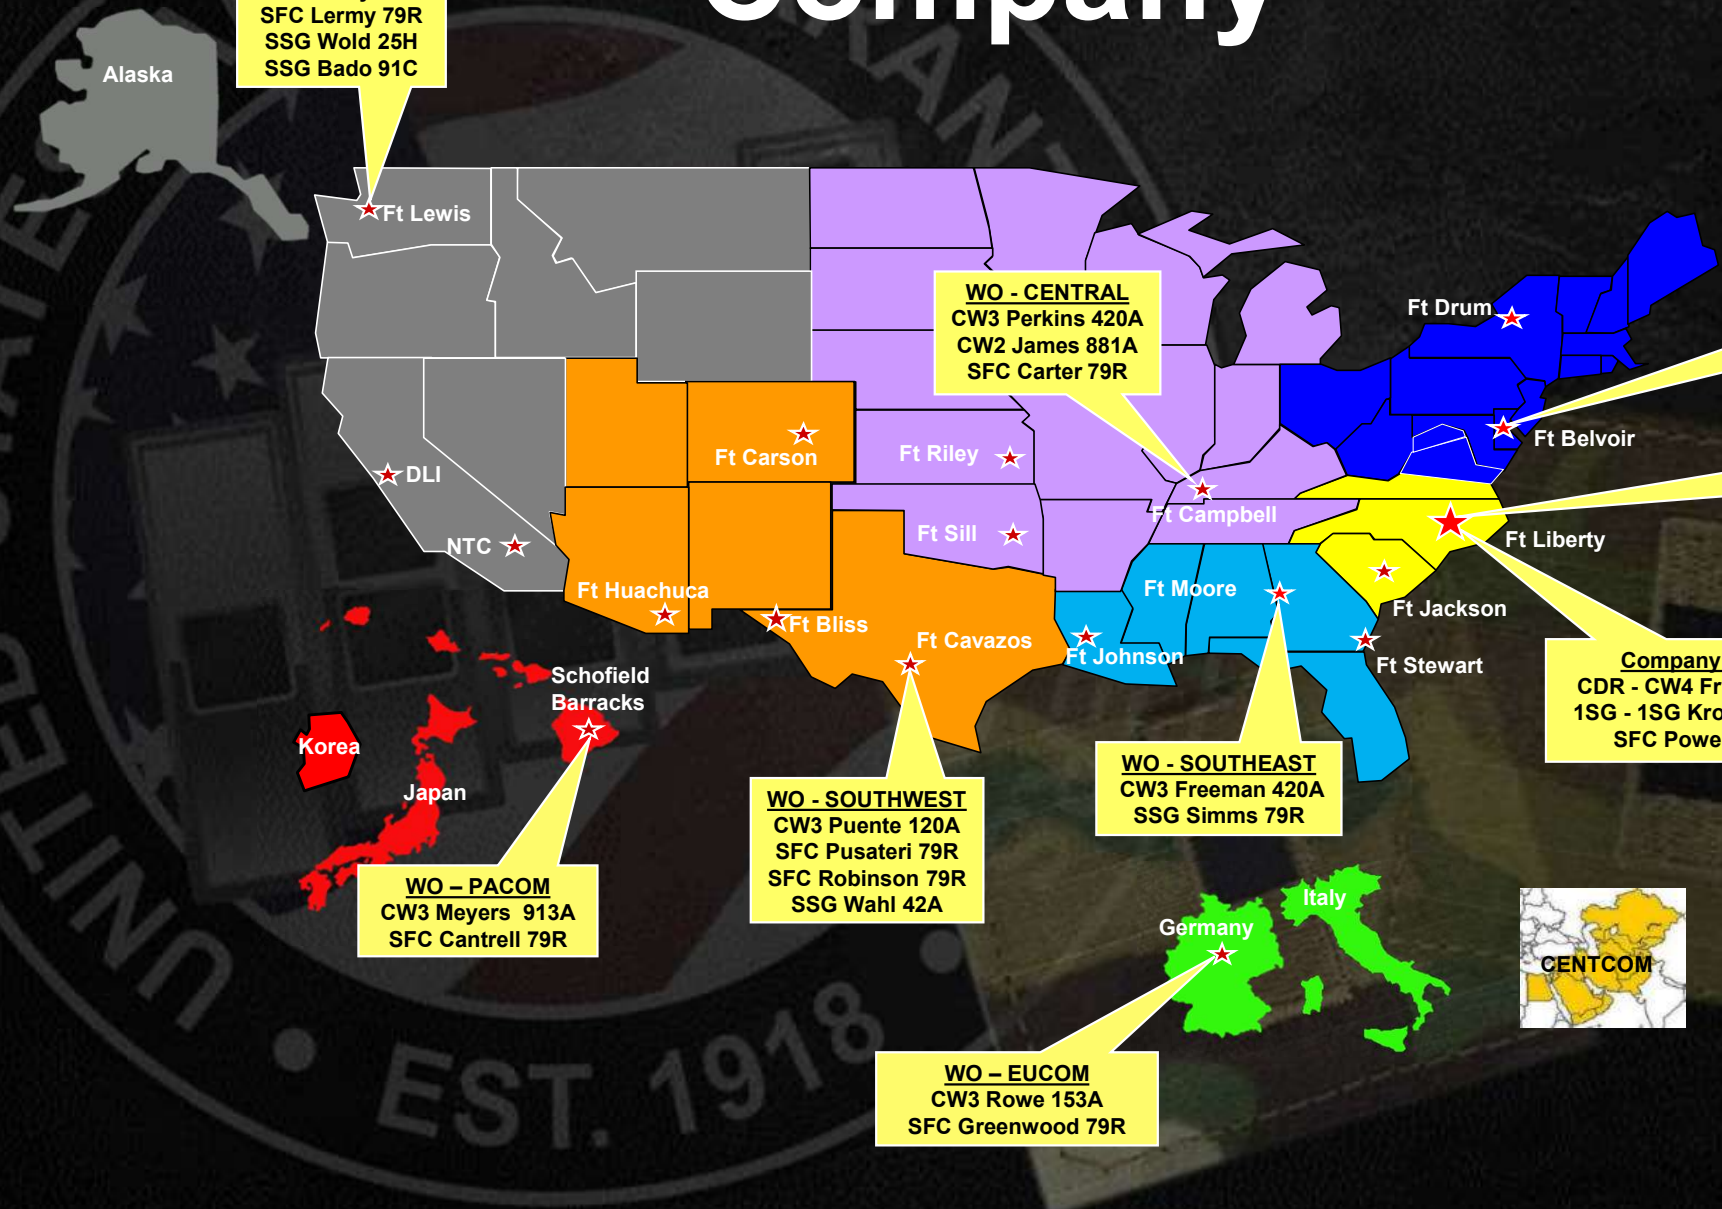 Company
SFC Lermy 79R
SSG Wold 25H
SSG Bado 91C
Alaska
Ft Lewis
WO - CENTRAL
CW3 Perkins 420A
CW2 James 881A
SFC Carter 79R
Ft Drum
Ft Belvoir
Ft Carson
Ft Riley
DLI
Ft Campbell
Ft Sill
NTC
Ft Liberty
Ft Huachuca
Ft Moore
Ft Jackson
Ft Bliss
Ft Cavazos
Ft Johnson
Ft Stewart
Company
CDR - CW4 Fr
1SG - 1SG Kro
SFC Powe
Schofield
Barracks
Korea
Japan
WO - SOUTHEAST
CW3 Freeman 420A
SSG Simms 79R
WO - SOUTHWEST
CW3 Puente 120A
SFC Pusateri 79R
SFC Robinson 79R
SSG Wahl 42A
WO – PACOM
CW3 Meyers 913A
SFC Cantrell 79R
Italy
Germany
CENTCOM
WO – EUCOM
CW3 Rowe 153A
SFC Greenwood 79R
UNITED STATE
RAN
EST. 1918